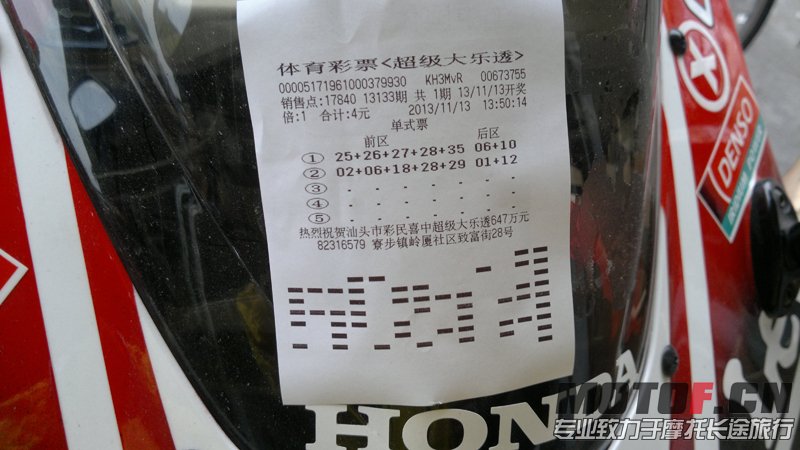 体育彩票<超级大乐透>
00005171961000379930 KH3MvR 00673755
销售点:17840 13133期 共 1期 13/11/13开奖
倍:1 合计:4元 2013/11/13 13:50:14
单式票
前区 后区
① 25+26+27+28+35 06+10
② 02+06+18+28+29 01+12
③ - - - - -
④ - - - - -
⑤ - - - - -
热烈祝贺汕头市彩民喜中超级大乐透647万元
82316579 寮步镇岭厦社区致富街28号
DENSO
HONDA
MOTOF.CN
专业致力于摩托长途旅行